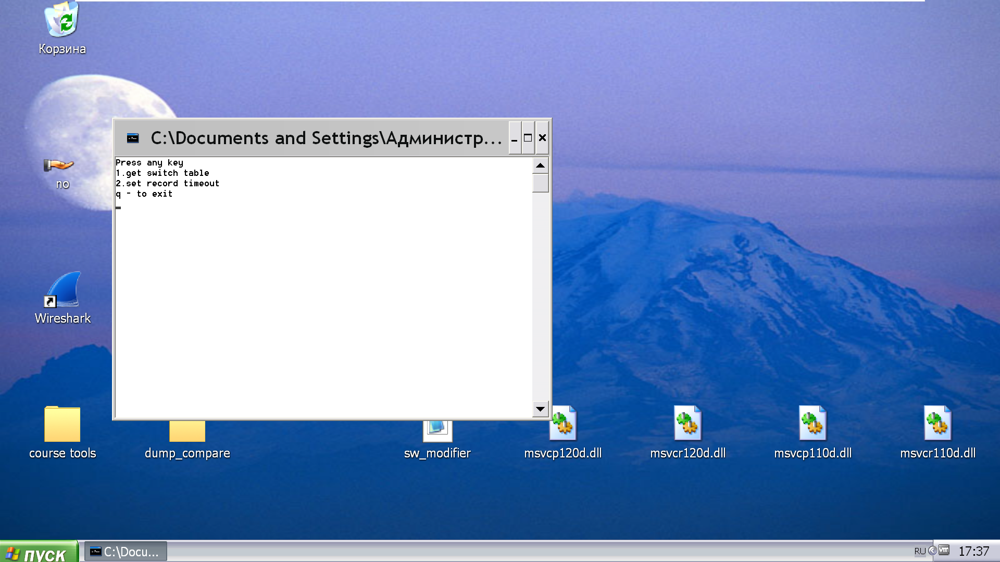 Корзина
no
Wireshark
C:\Documents and Settings\Администр...
Press any key
1.get switch table
2.set record timeout
q - to exit
course tools
dump_compare
sw_modifier
msvcp120d.dll
msvcr120d.dll
msvcp110d.dll
msvcr110d.dll
пуск
C:\Docu...
RU
vm
17:37